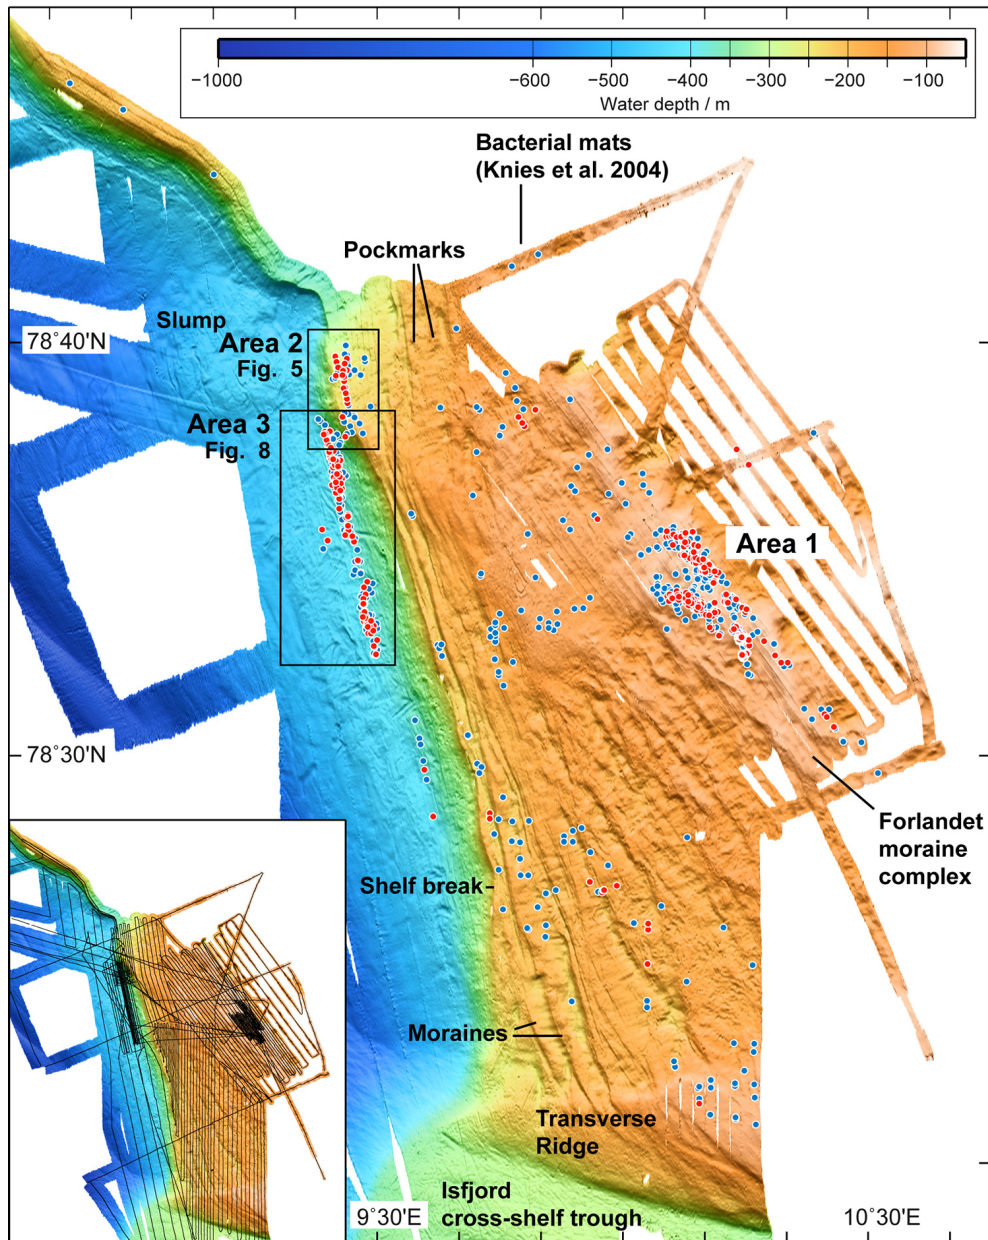 −1000 −600 −500 −400 −300 −200 −100
Water depth / m
Bacterial mats
(Knies et al. 2004)
Pockmarks
Slump
78°40'N
Area 2
Fig. 5
Area 3
Fig. 8
Area 1
78°30'N
Forlandet
moraine
complex
Shelf break
Moraines
Transverse
Ridge
Isfjord
cross-shelf trough
9°30'E
10°30'E